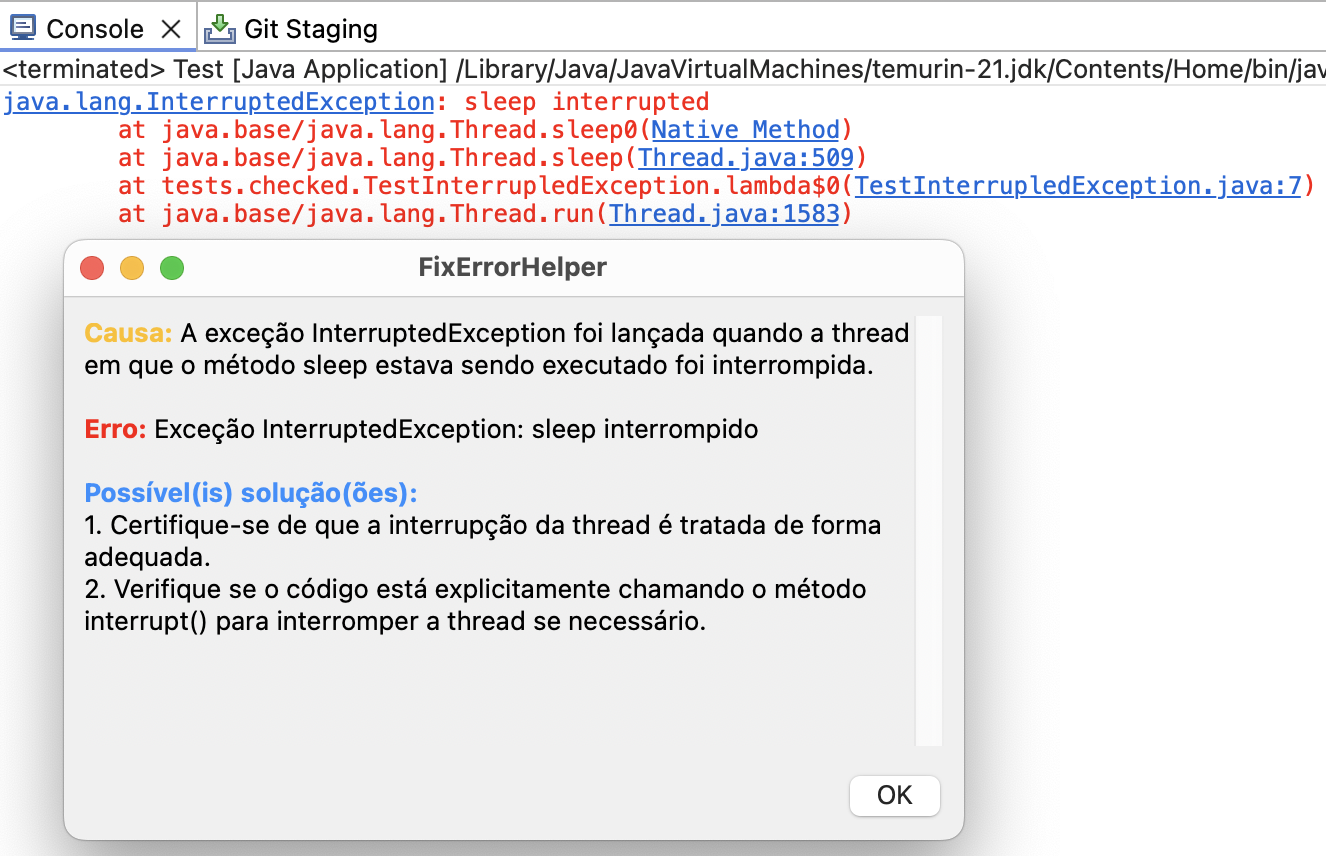 Console
Git Staging
<terminated> Test [Java Application] /Library/Java/JavaVirtualMachines/temurin-21.jdk/Contents/Home/bin/jav
java.lang.InterruptedException: sleep interrupted
at java.base/java.lang.Thread.sleep0(Native Method)
at java.base/java.lang.Thread.sleep(Thread.java:509)
at tests.checked.TestInterrupledException.lambda$0(TestInterrupledException.java:7)
at java.base/java.lang.Thread.run(Thread.java:1583)
FixErrorHelper
Causa: A exceção InterruptedException foi lançada quando a thread
em que o método sleep estava sendo executado foi interrompida.
Erro: Exceção InterruptedException: sleep interrompido
Possível(is) solução(ões):
1. Certifique-se de que a interrupção da thread é tratada de forma
adequada.
2. Verifique se o código está explicitamente chamando o método
interrupt() para interromper a thread se necessário.
OK